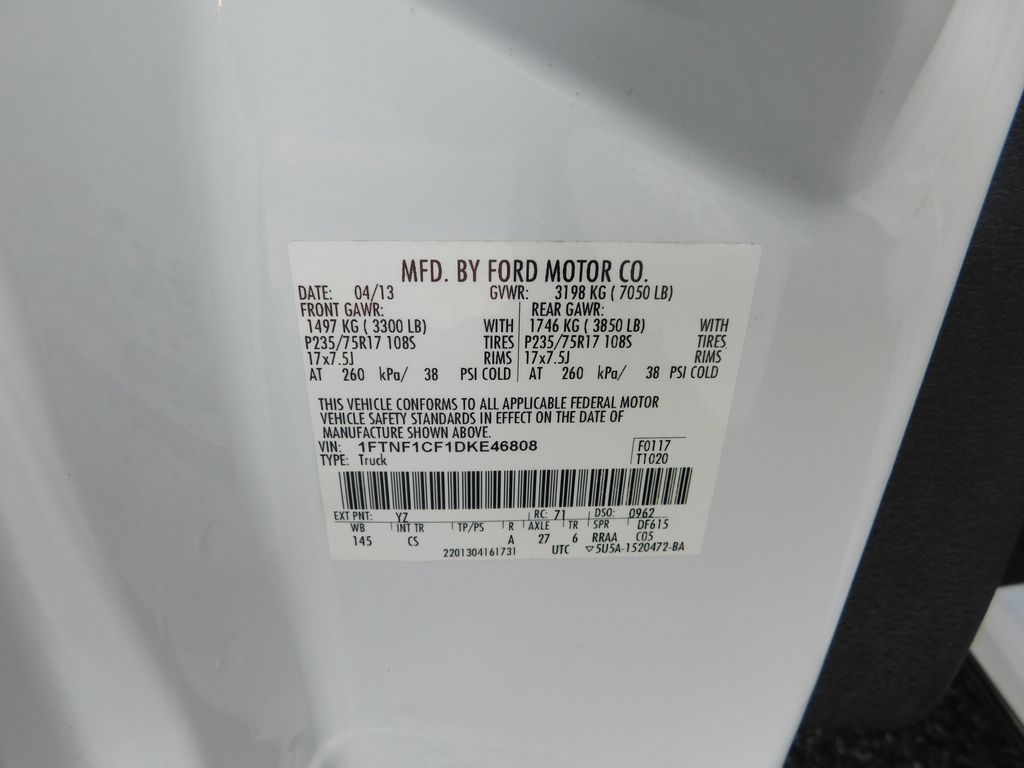 MFD. BY FORD MOTOR CO.
DATE: 04/13 GVWR: 3198 KG ( 7050 LB)
FRONT GAWR: REAR GAWR:
1497 KG ( 3300 LB) WITH 1746 KG ( 3850 LB) WITH
P235/75R17 108S TIRES P235/75R17 108S TIRES
17x7.5J RIMS 17x7.5J RIMS
AT 260 kPa/ 38 PSI COLD AT 260 kPa/ 38 PSI COLD
THIS VEHICLE CONFORMS TO ALL APPLICABLE FEDERAL MOTOR
VEHICLE SAFETY STANDARDS IN EFFECT ON THE DATE OF
MANUFACTURE SHOWN ABOVE.
VIN: 1FTNF1CF1DKE46808 F0117
TYPE: Truck T1020
EXT PNT: YZ RC: 71 DSO: 0962
WB INT TR TP/PS R AXLE TR SPR DF615
145 CS A 27 6 RRAA C05
2201304161731 UTC ▽5U5A-1520472-BA